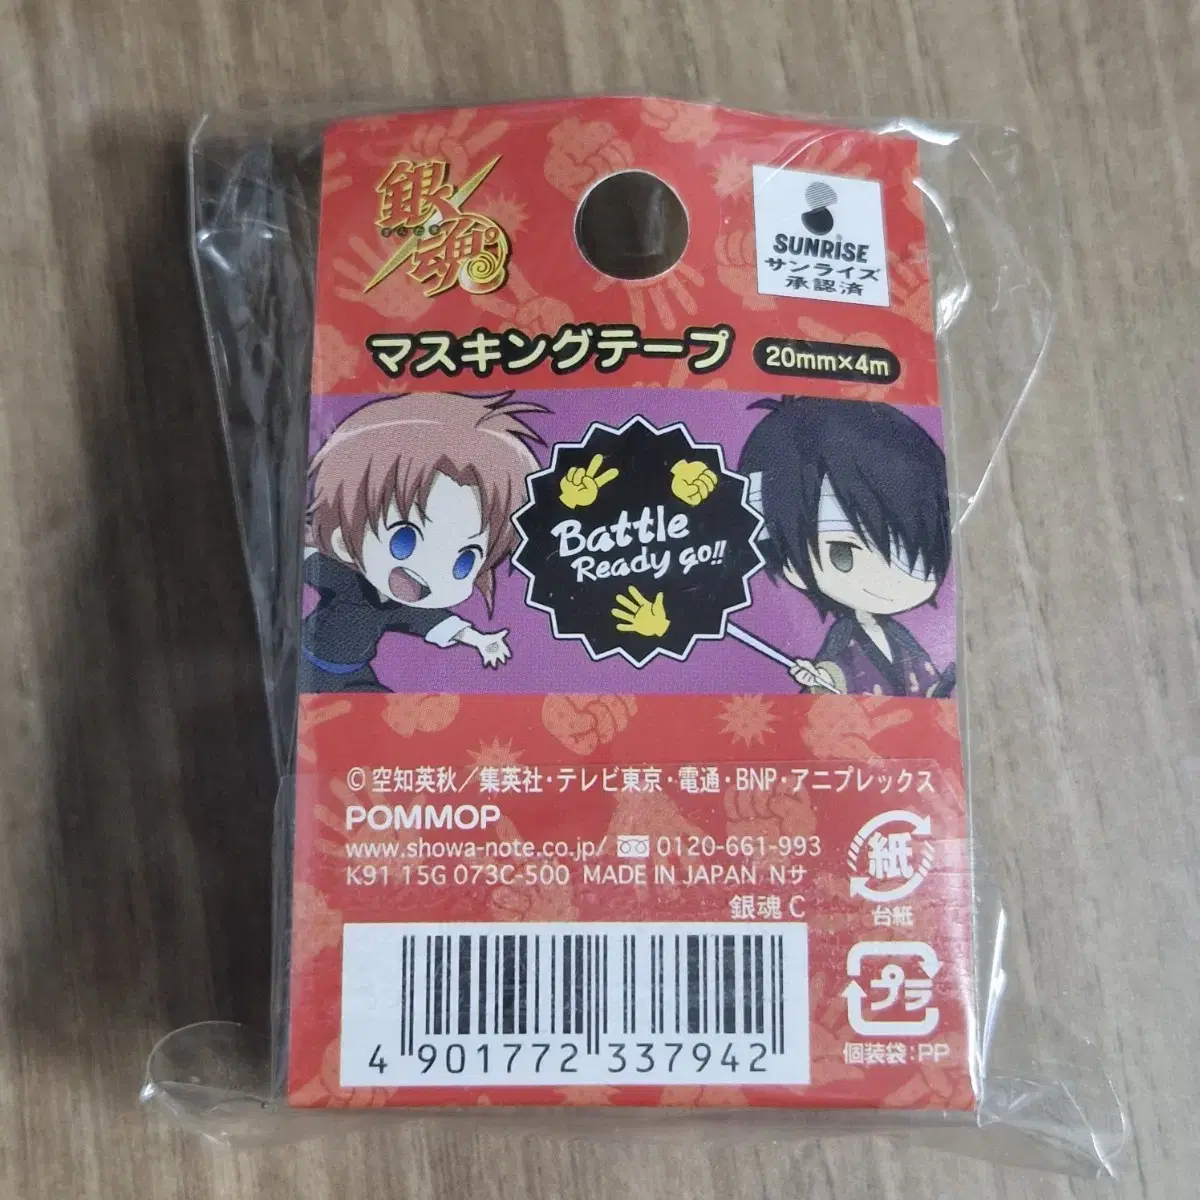 銀魂
ぎんたま
SUNRISE
サンライズ
承認済
マスキングテープ
20mm×4m
Battle
Ready go!!
© 空知英秋／集英社・テレビ東京・電通・BNP・アニプレックス
POMMOP
www.showa-note.co.jp/ 0120-661-993
K91 15G 073C-500 MADE IN JAPAN Nサ
銀魂 C
紙
台紙
4 901772 337942
プラ
個装袋：PP